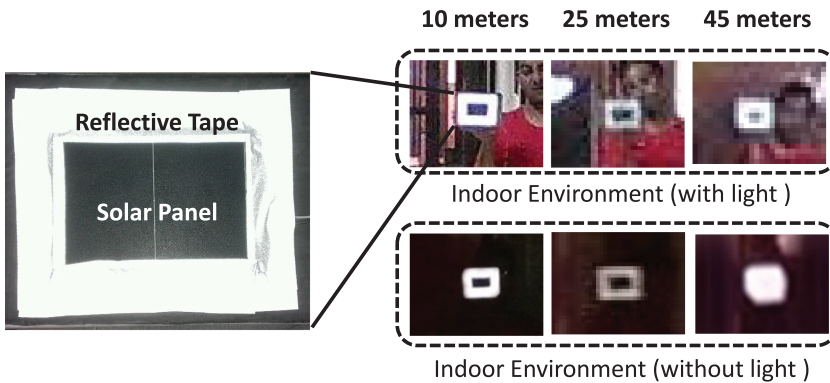 10 meters 25 meters 45 meters
Reflective Tape
Solar Panel
Indoor Environment (with light )
Indoor Environment (without light )